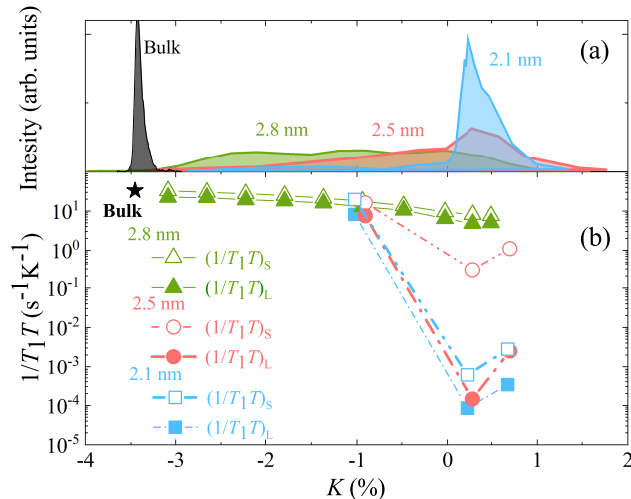 (a)
Bulk
2.1 nm
2.8 nm
2.5 nm
Intesity (arb. units)
(b)
Bulk
2.8 nm
(1/T₁T)S
(1/T₁T)L
2.5 nm
(1/T₁T)S
(1/T₁T)L
2.1 nm
(1/T₁T)S
(1/T₁T)L
1/T₁T (s⁻¹K⁻¹)
10¹
10⁰
10⁻¹
10⁻²
10⁻³
10⁻⁴
10⁻⁵
-4 -3 -2 -1 0 1 2
K (%)